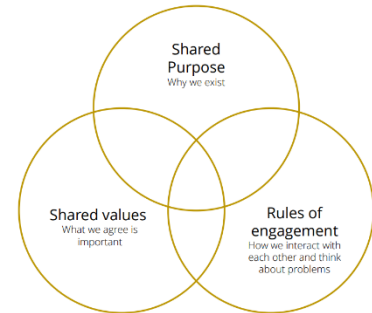 Shared
Purpose
Why we exist
Shared values
What we agree is
important
Rules of
engagement
How we interact with
each other and think
about problems